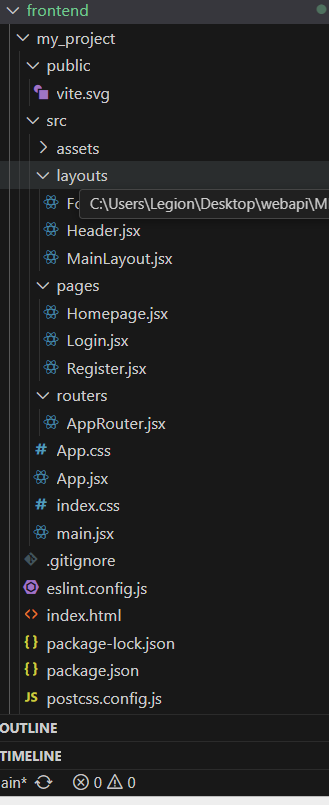 frontend
my_project
public
vite.svg
src
assets
layouts
C:\Users\Legion\Desktop\webapi\M
Header.jsx
MainLayout.jsx
pages
Homepage.jsx
Login.jsx
Register.jsx
routers
AppRouter.jsx
# App.css
App.jsx
# index.css
main.jsx
.gitignore
eslint.config.js
<> index.html
{ } package-lock.json
{ } package.json
JS postcss.config.js
OUTLINE
TIMELINE
ain* 0 0